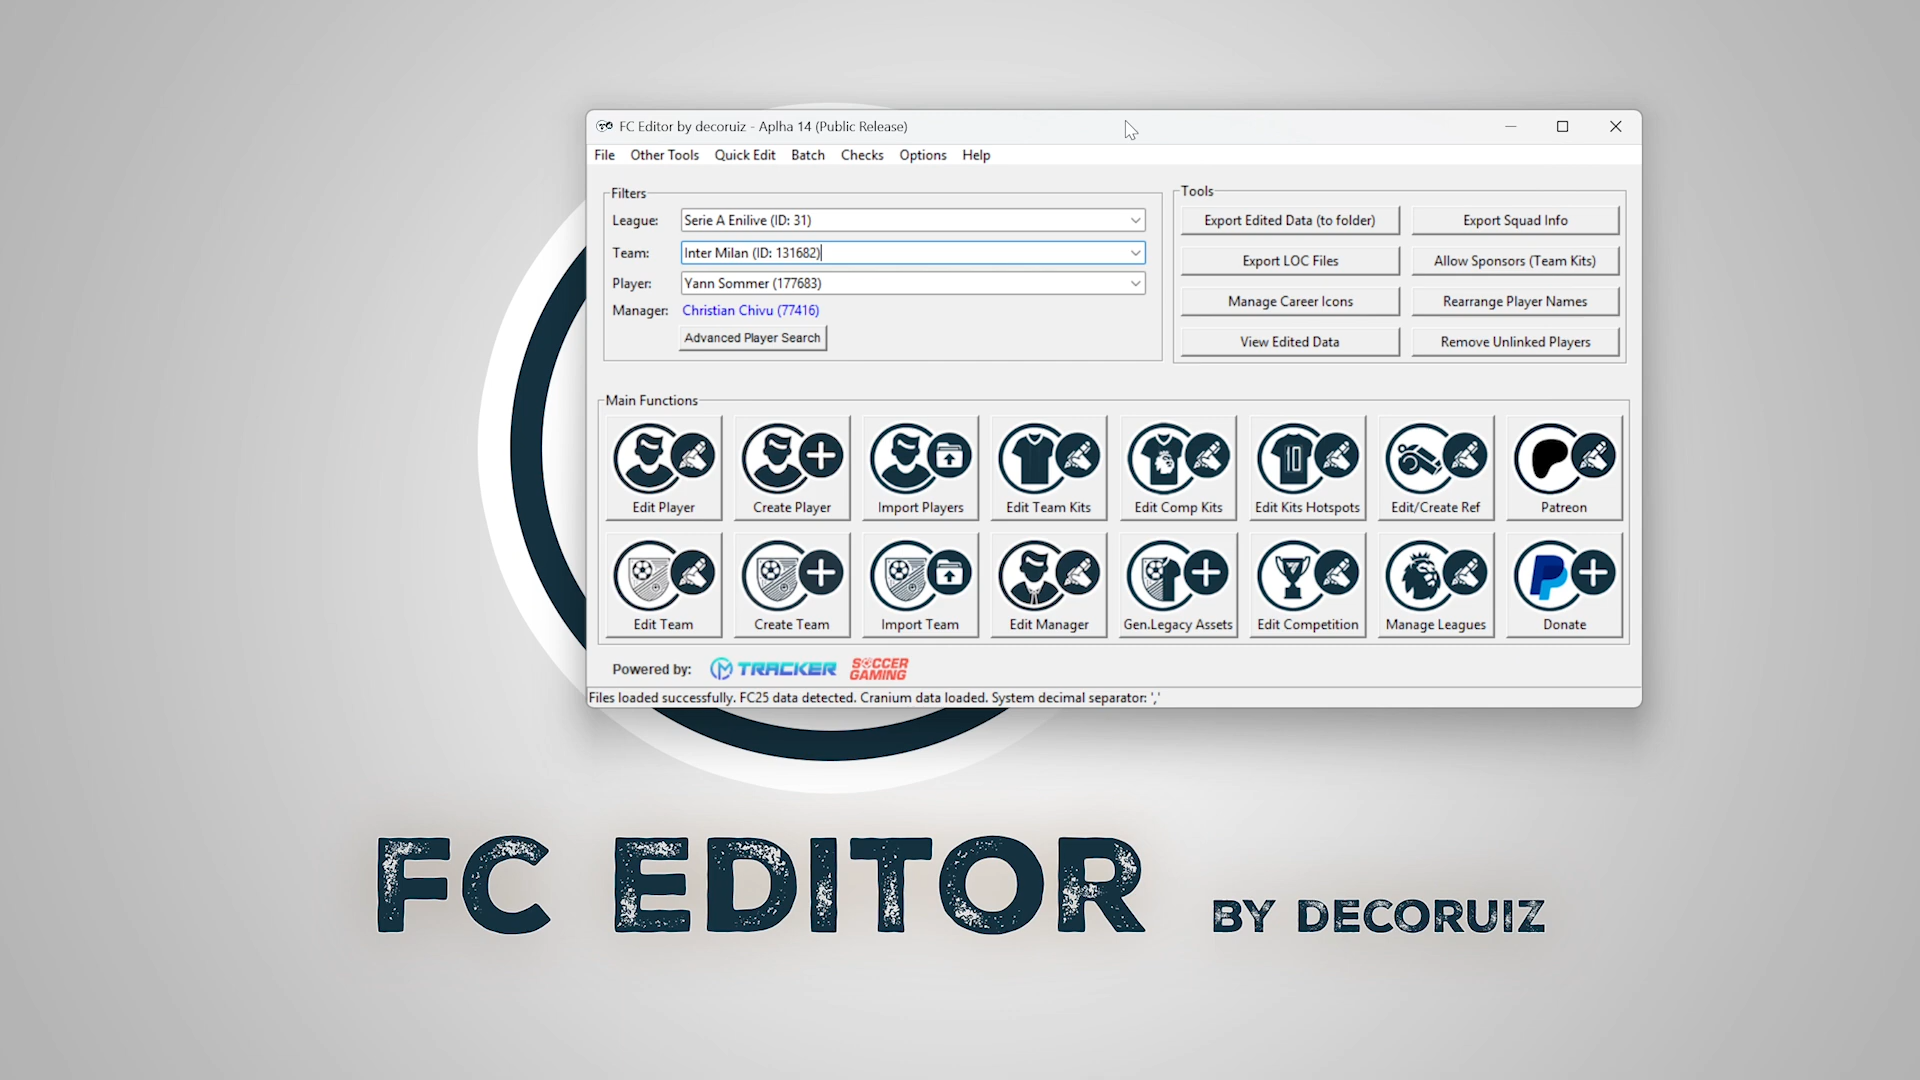 FC Editor by decoruiz - Aplha 14 (Public Release)
File Other Tools Quick Edit Batch Checks Options Help
Filters
League: Serie A Enilive (ID: 31)
Team: Inter Milan (ID: 131682)
Player: Yann Sommer (177683)
Manager: Christian Chivu (77416)
Advanced Player Search
Tools
Export Edited Data (to folder) Export Squad Info
Export LOC Files Allow Sponsors (Team Kits)
Manage Career Icons Rearrange Player Names
View Edited Data Remove Unlinked Players
Main Functions
10
Edit Player Create Player Import Players Edit Team Kits Edit Comp Kits Edit Kits Hotspots Edit/Create Ref Patreon
Edit Team Create Team Import Team Edit Manager Gen.Legacy Assets Edit Competition Manage Leagues Donate
Powered by: TRACKER SOCCER GAMING
Files loaded successfully. FC25 data detected. Cranium data loaded. System decimal separator: ','
FC EDITOR BY DECORUIZ